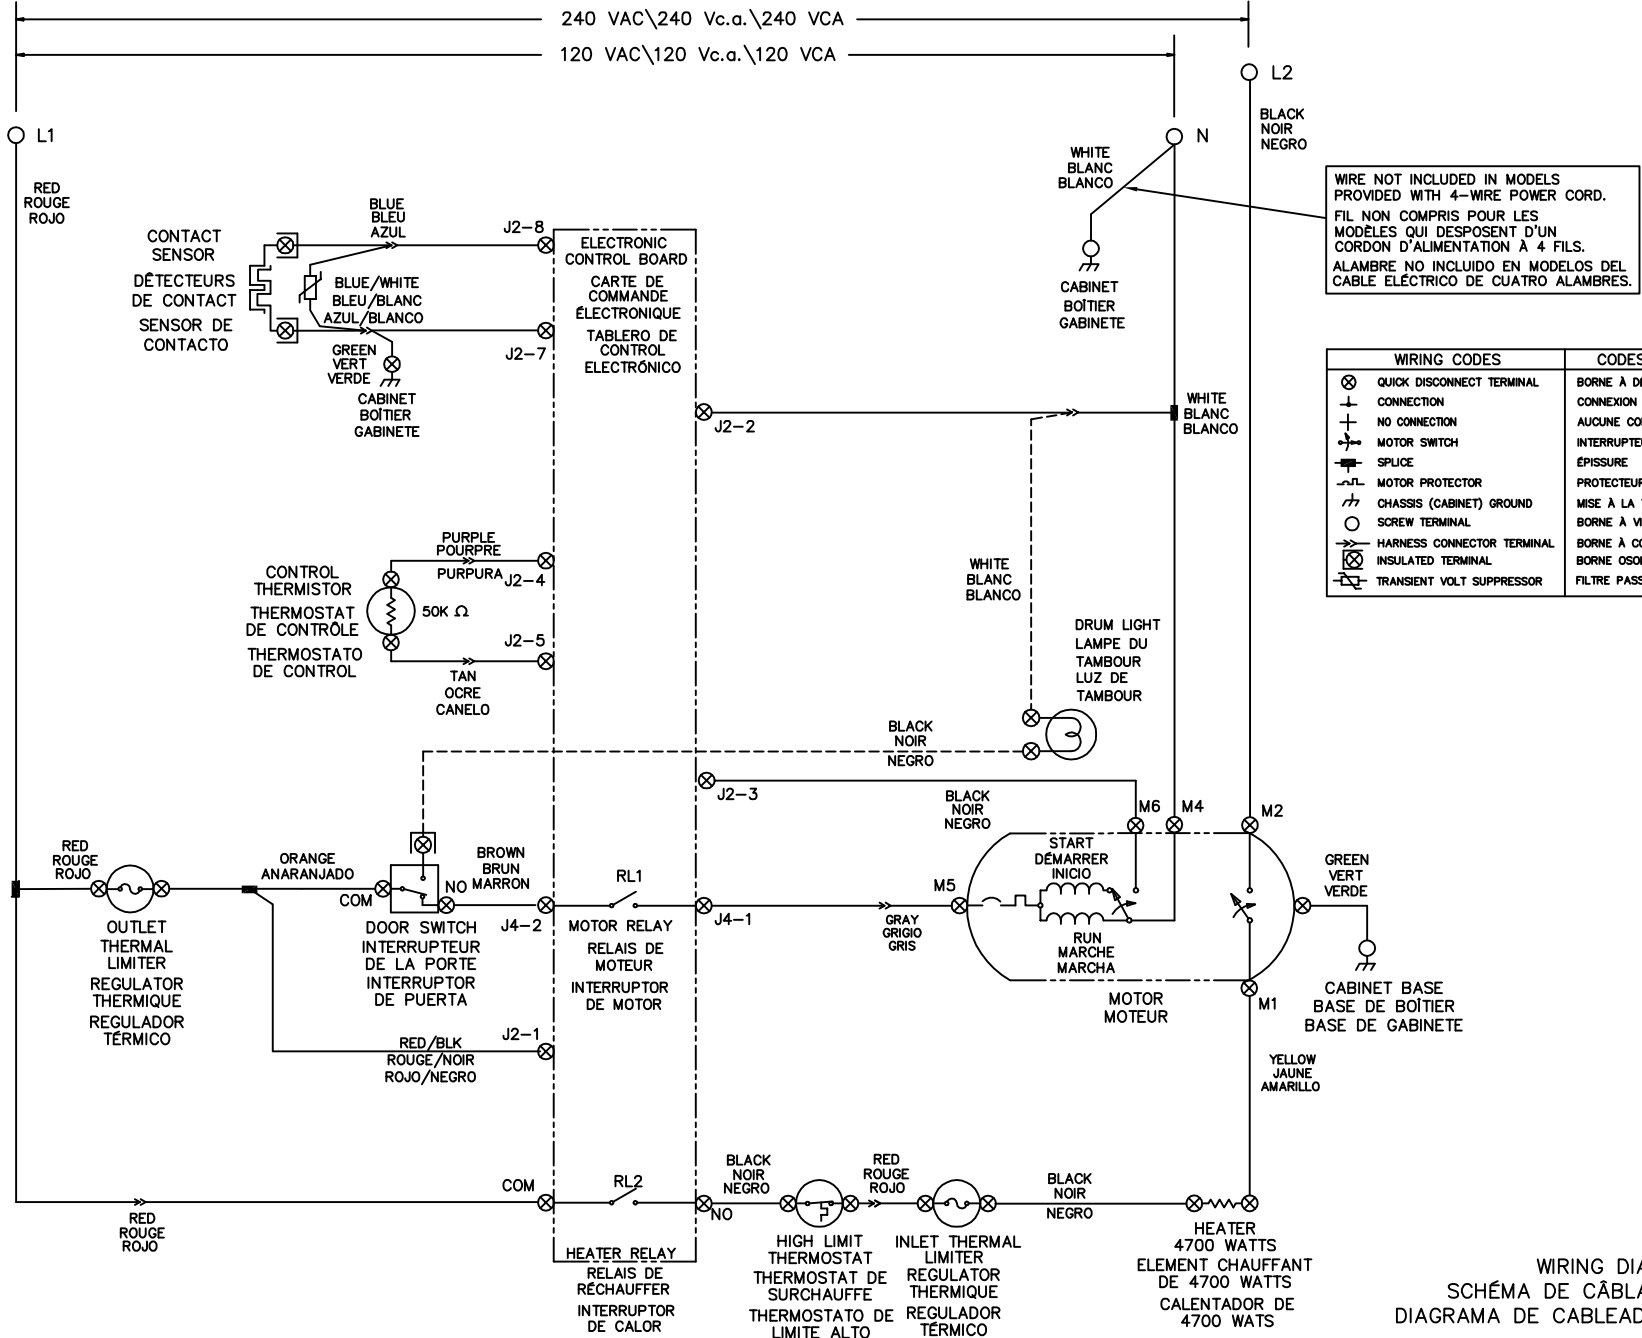 240 VAC\240 Vc.a.\240 VCA
120 VAC\120 Vc.a.\120 VCA
L1
L2
N
BLACK
NOIR
NEGRO
RED
ROUGE
ROJO
WHITE
BLANC
BLANCO
WIRE NOT INCLUDED IN MODELS
PROVIDED WITH 4-WIRE POWER CORD.
FIL NON COMPRIS POUR LES
MODÈLES QUI DESPOSENT D'UN
CORDON D'ALIMENTATION À 4 FILS.
ALAMBRE NO INCLUIDO EN MODELOS DEL
CABLE ELÉCTRICO DE CUATRO ALAMBRES.
CABINET
BOÎTIER
GABINETE
CONTACT
SENSOR
DÉTECTEURS
DE CONTACT
SENSOR DE
CONTACTO
BLUE
BLEU
AZUL
J2-8
BLUE/WHITE
BLEU/BLANC
AZUL/BLANCO
J2-7
GREEN
VERT
VERDE
CABINET
BOÎTIER
GABINETE
ELECTRONIC
CONTROL BOARD
CARTE DE
COMMANDE
ÉLECTRONIQUE
TABLERO DE
CONTROL
ELECTRÓNICO
J2-2
WHITE
BLANC
BLANCO
WIRING CODES
QUICK DISCONNECT TERMINAL
CONNECTION
NO CONNECTION
MOTOR SWITCH
SPLICE
MOTOR PROTECTOR
CHASSIS (CABINET) GROUND
SCREW TERMINAL
HARNESS CONNECTOR TERMINAL
INSULATED TERMINAL
TRANSIENT VOLT SUPPRESSOR
CODES
BORNE À
CONNEXION
AUCUNE
ÉPISSURE
PROTECTEUR
MISE À LA
BORNE À
BORNE À
BORNE
FILTRE
CONTROL
THERMISTOR
THERMOSTAT
DE CONTRÔLE
THERMOSTATO
DE CONTROL
PURPLE
POURPRE
PURPURA
J2-4
50K Ω
J2-5
TAN
OCRE
CANELO
WHITE
BLANC
BLANCO
DRUM LIGHT
LAMPE DU
TAMBOUR
LUZ DE
TAMBOUR
BLACK
NOIR
NEGRO
J2-3
BLACK
NOIR
NEGRO
M6
M4
M2
RED
ROUGE
ROJO
ORANGE
ANARANJADO
COM
NO
BROWN
BRUN
MARRON
J4-2
RL1
J4-1
GRAY
GRIGIO
GRIS
M5
START
DÉMARRER
INICIO
RUN
MARCHE
MARCHA
MOTOR
MOTEUR
M1
GREEN
VERT
VERDE
CABINET BASE
BASE DE BOÎTIER
BASE DE GABINETE
OUTLET
THERMAL
LIMITER
REGULATOR
THERMIQUE
REGULADOR
TÉRMICO
DOOR SWITCH
INTERRUPTEUR
DE LA PORTE
INTERRUPTOR
DE PUERTA
MOTOR RELAY
RELAIS DE
MOTEUR
INTERRUPTOR
DE MOTOR
J2-1
RED/BLK
ROUGE/NOIR
ROJO/NEGRO
YELLOW
JAUNE
AMARILLO
RED
ROUGE
ROJO
COM
RL2
NO
BLACK
NOIR
NEGRO
RED
ROUGE
ROJO
BLACK
NOIR
NEGRO
HEATER RELAY
RELAIS DE
RÉCHAUFFER
INTERRUPTOR
DE CALOR
HIGH LIMIT
THERMOSTAT
THERMOSTAT DE
SURCHAUFFE
THERMOSTATO DE
LIMITE ALTO
INLET THERMAL
LIMITER
REGULATOR
THERMIQUE
REGULADOR
TÉRMICO
HEATER
4700 WATTS
ELEMENT CHAUFFANT
DE 4700 WATTS
CALENTADOR DE
4700 WATS
WIRING
SCHÉMA DE
DIAGRAMA DE